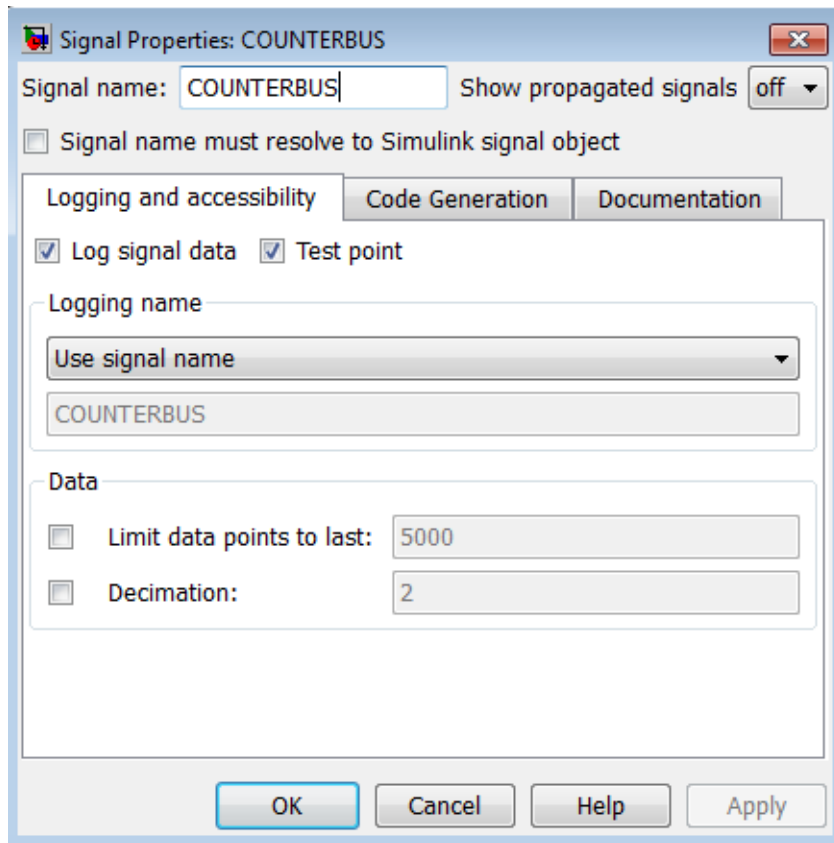 Signal Properties: COUNTERBUS
Signal name: COUNTERBUS Show propagated signals off
Signal name must resolve to Simulink signal object
Logging and accessibility Code Generation Documentation
Log signal data Test point
Logging name
Use signal name
COUNTERBUS
Data
Limit data points to last: 5000
Decimation: 2
OK Cancel Help Apply